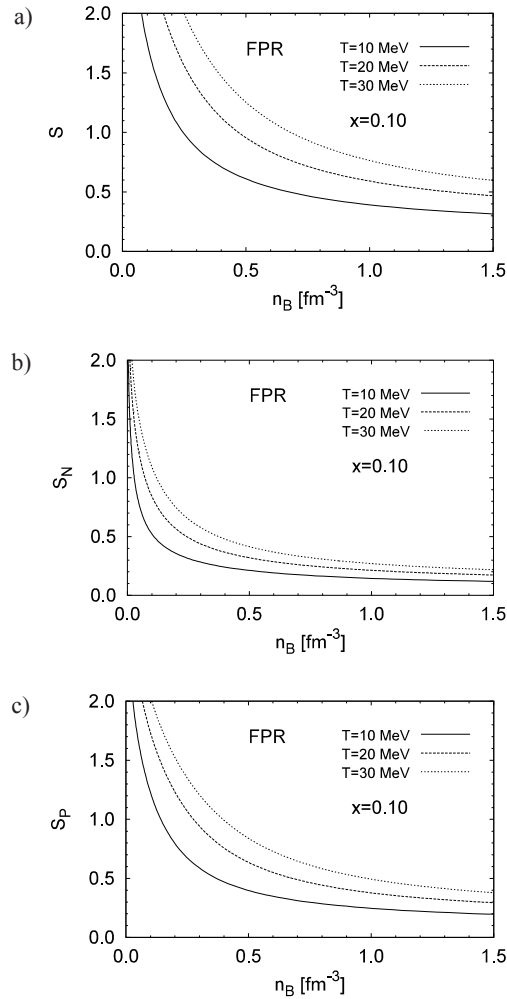 a)
2.0
FPR
T=10 MeV
T=20 MeV
1.5
T=30 MeV
S
1.0
x=0.10
0.5
0.0
0.0 0.5 1.0 1.5
n_B [fm⁻³]
b)
2.0
FPR
T=10 MeV
T=20 MeV
1.5
T=30 MeV
S_N
1.0
x=0.10
0.5
0.0
0.0 0.5 1.0 1.5
n_B [fm⁻³]
c)
2.0
FPR
T=10 MeV
T=20 MeV
1.5
T=30 MeV
S_P
1.0
x=0.10
0.5
0.0
0.0 0.5 1.0 1.5
n_B [fm⁻³]